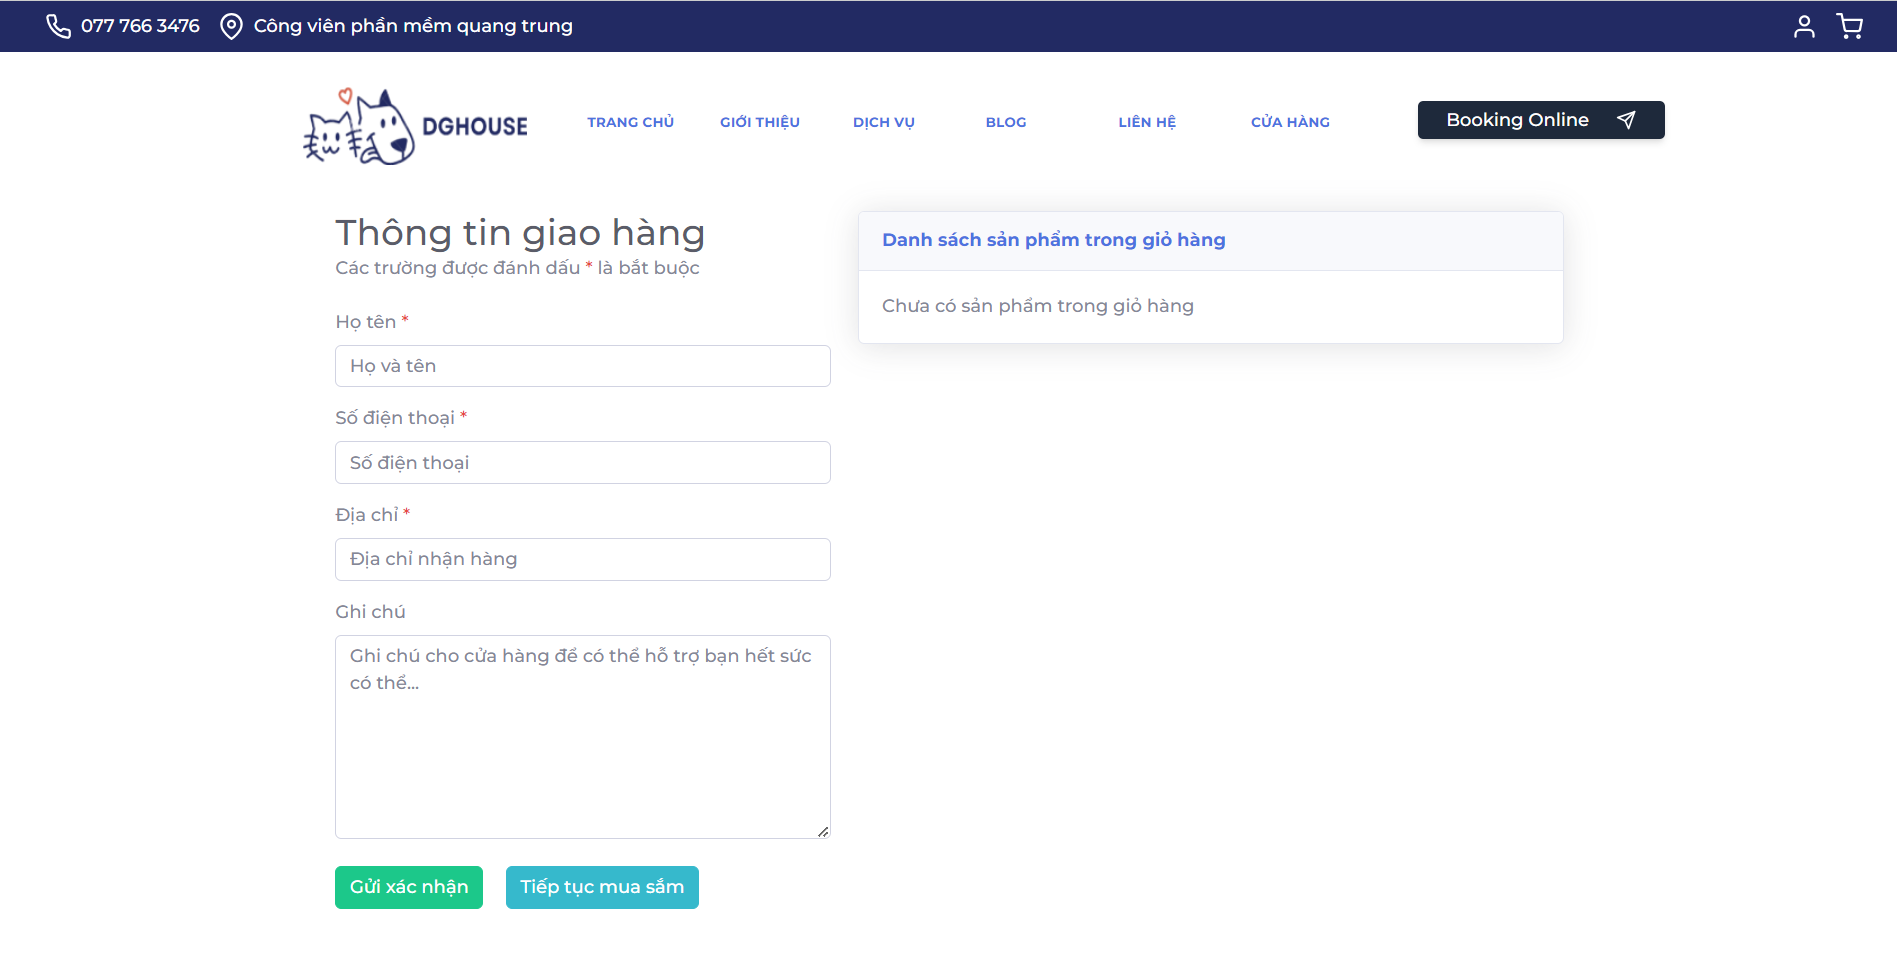 077 766 3476 Công viên phần mềm quang trung
DGHOUSE
TRANG CHỦ GIỚI THIỆU DỊCH VỤ BLOG LIÊN HỆ CỬA HÀNG
Booking Online
Thông tin giao hàng
Các trường được đánh dấu * là bắt buộc
Họ tên *
Họ và tên
Số điện thoại *
Số điện thoại
Địa chỉ *
Địa chỉ nhận hàng
Ghi chú
Ghi chú cho cửa hàng để có thể hỗ trợ bạn hết sức
có thể...
Gửi xác nhận Tiếp tục mua sắm
Danh sách sản phẩm trong giỏ hàng
Chưa có sản phẩm trong giỏ hàng